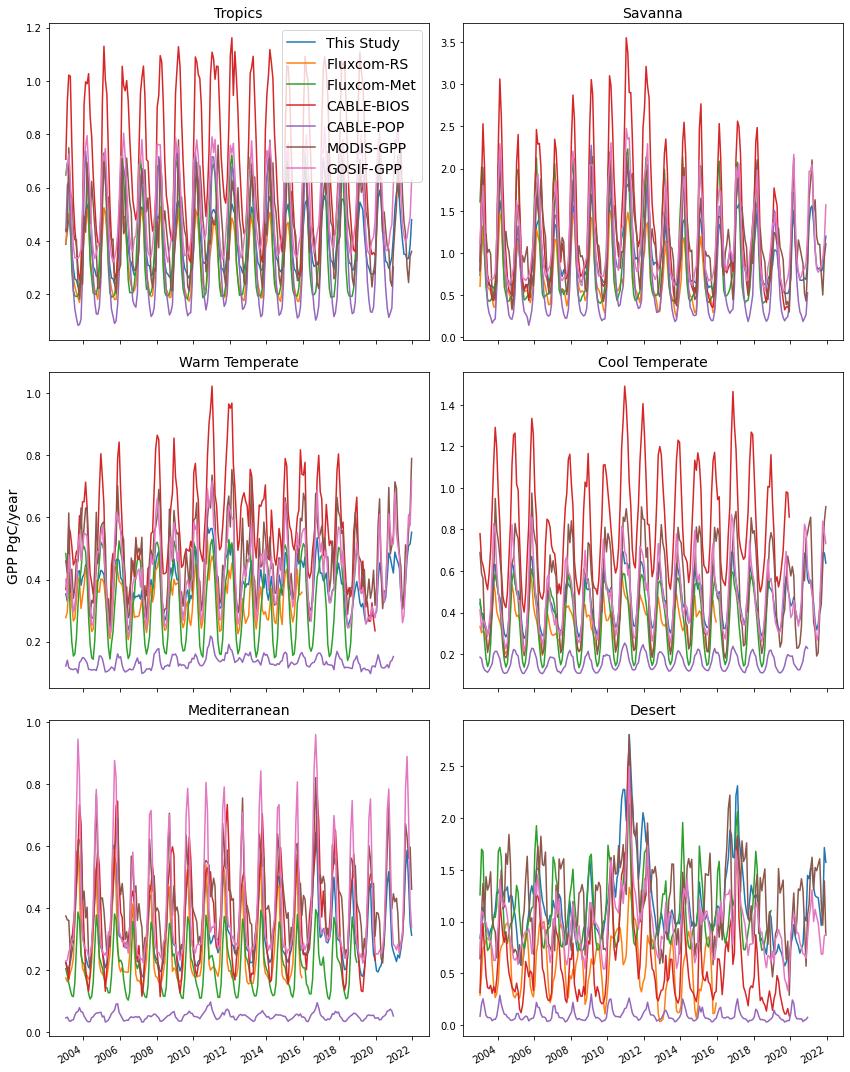 Tropics
1.2
1.0
0.8
0.6
0.4
0.2
This Study
Fluxcom-RS
Fluxcom-Met
CABLE-BIOS
CABLE-POP
MODIS-GPP
GOSIF-GPP
Savanna
3.5
3.0
2.5
2.0
1.5
1.0
0.5
0.0
Warm Temperate
1.0
0.8
0.6
0.4
0.2
GPP PgC/year
Cool Temperate
1.4
1.2
1.0
0.8
0.6
0.4
0.2
Mediterranean
1.0
0.8
0.6
0.4
0.2
0.0
2004 2006 2008 2010 2012 2014 2016 2018 2020 2022
Desert
2.5
2.0
1.5
1.0
0.5
0.0
2004 2006 2008 2010 2012 2014 2016 2018 2020 2022